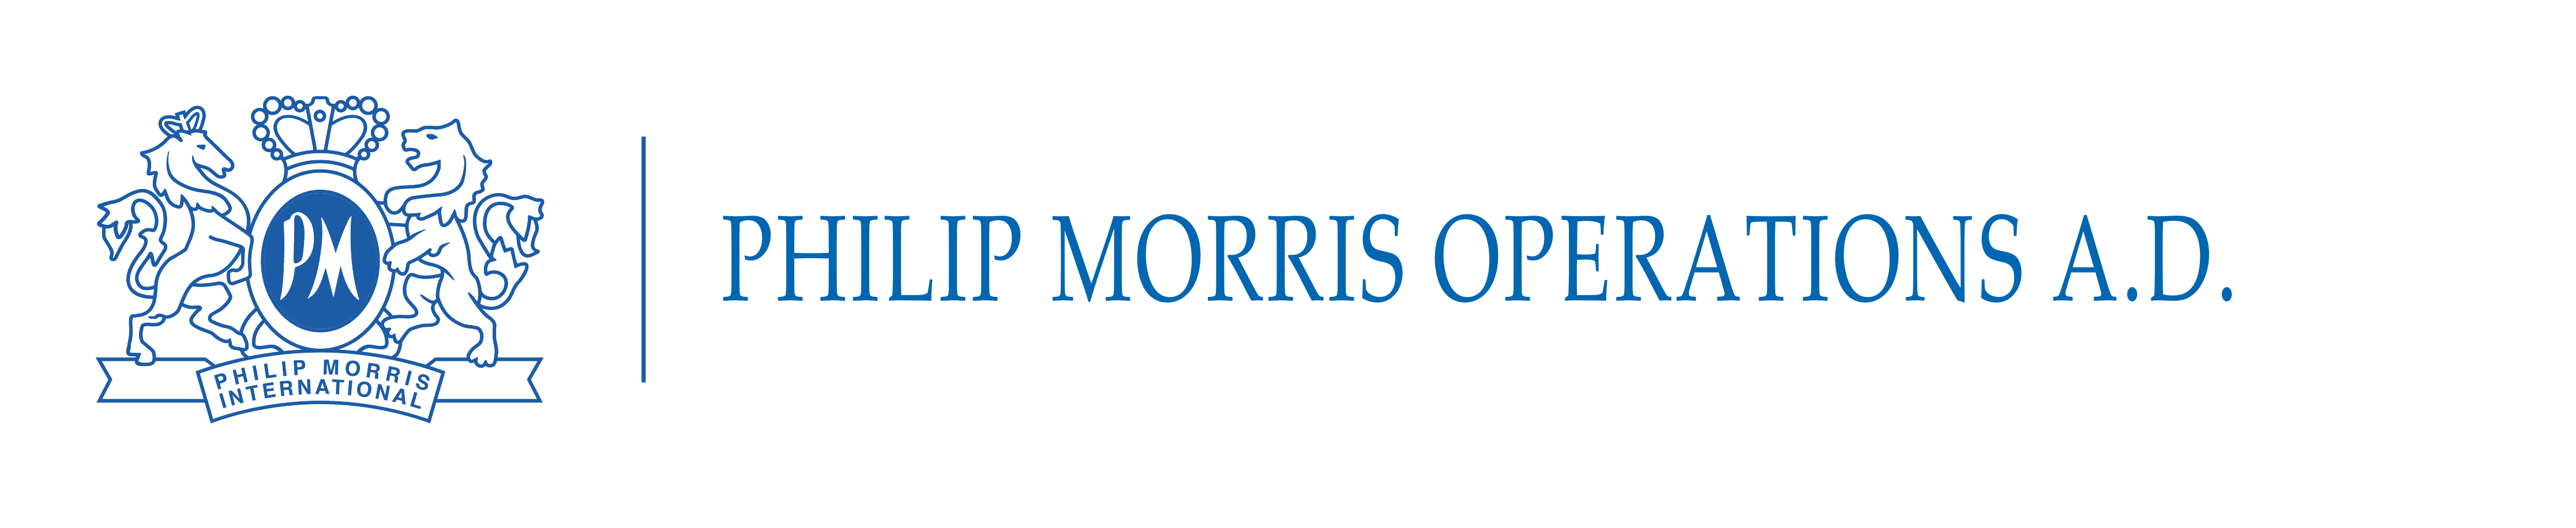 PM
PHILIP MORRIS
INTERNATIONAL
PHILIP MORRIS OPERATIONS A.D.